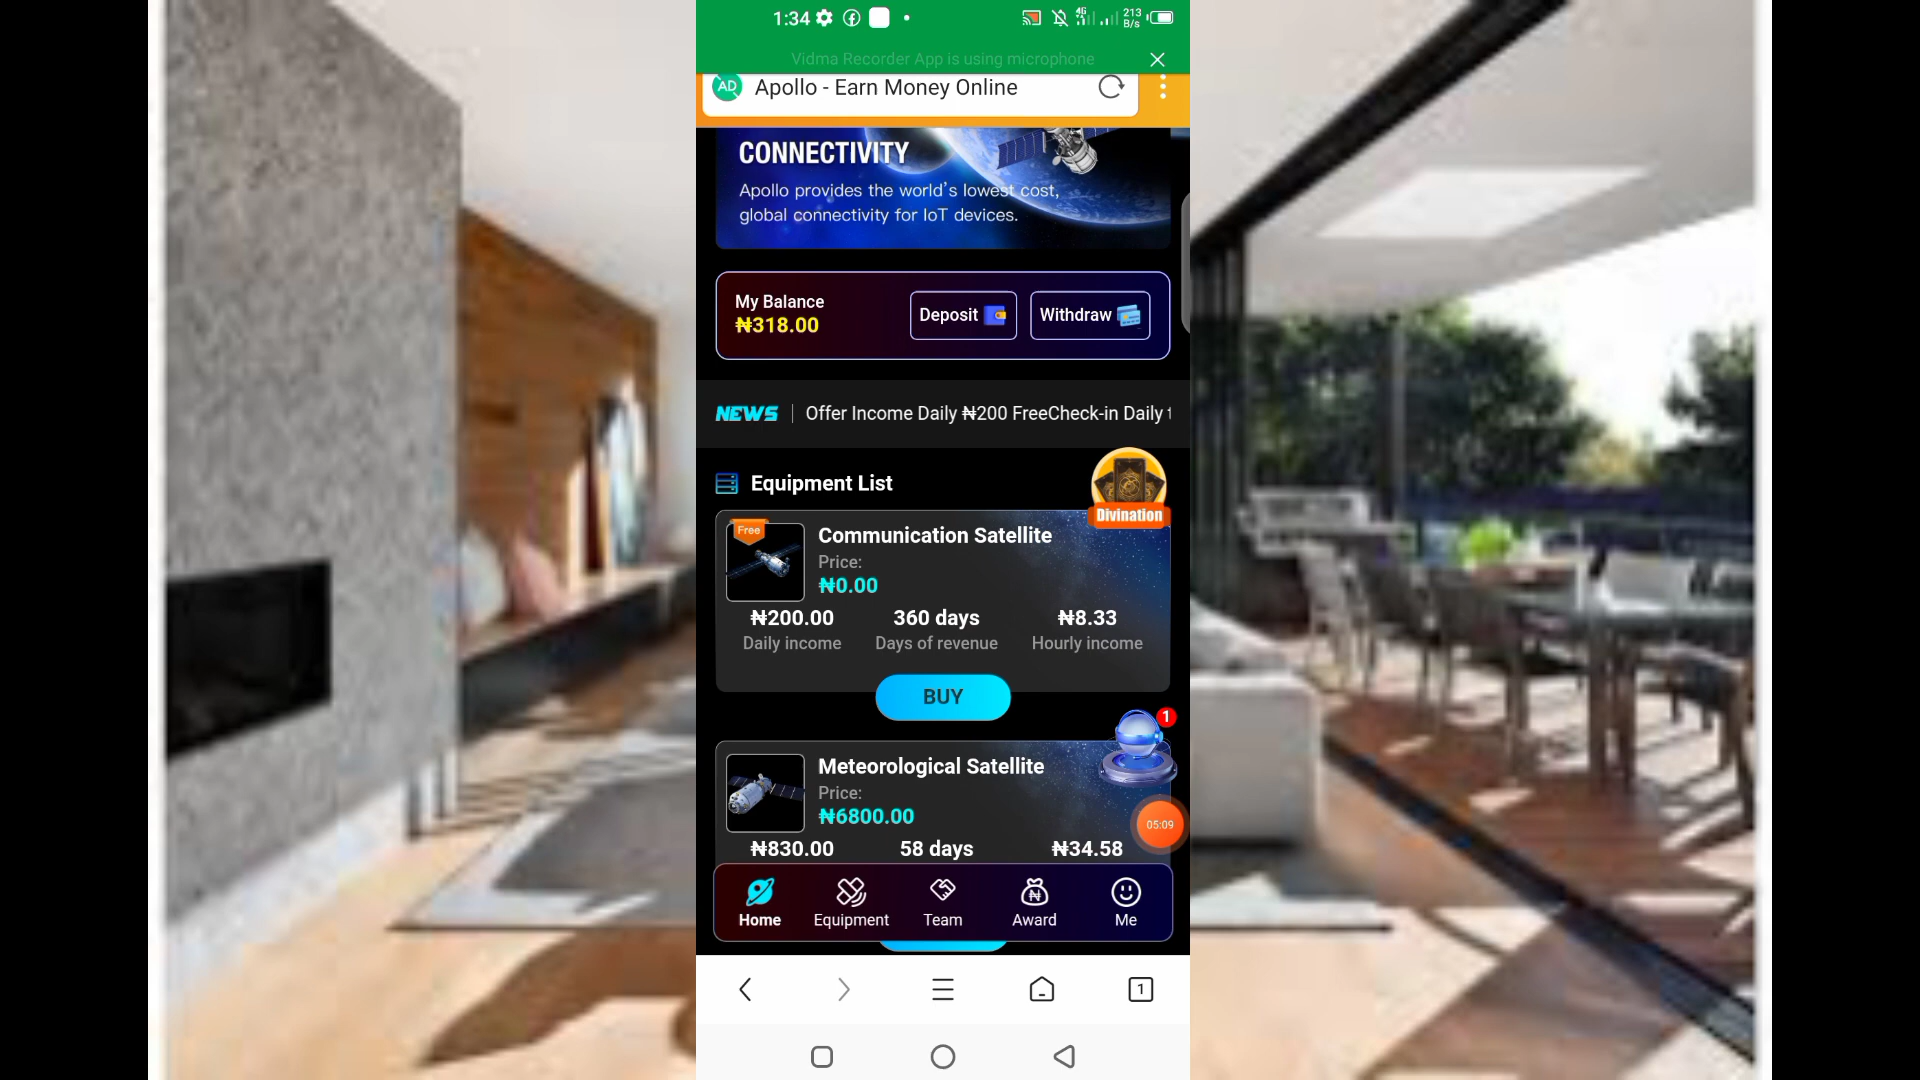 1:34
213
B/s
4G
Vidma Recorder App is using microphone
AD
Apollo - Earn Money Online
CONNECTIVITY
Apollo provides the world's lowest cost,
global connectivity for IoT devices.
My Balance
₦318.00
Deposit
Withdraw
NEWS
Offer Income Daily ₦200 FreeCheck-in Daily t
Equipment List
Divination
Free
Communication Satellite
Price:
₦0.00
₦200.00 360 days ₦8.33
Daily income Days of revenue Hourly income
BUY
1
Meteorological Satellite
Price:
₦6800.00
05:09
₦830.00 58 days ₦34.58
Home Equipment Team Award Me
1